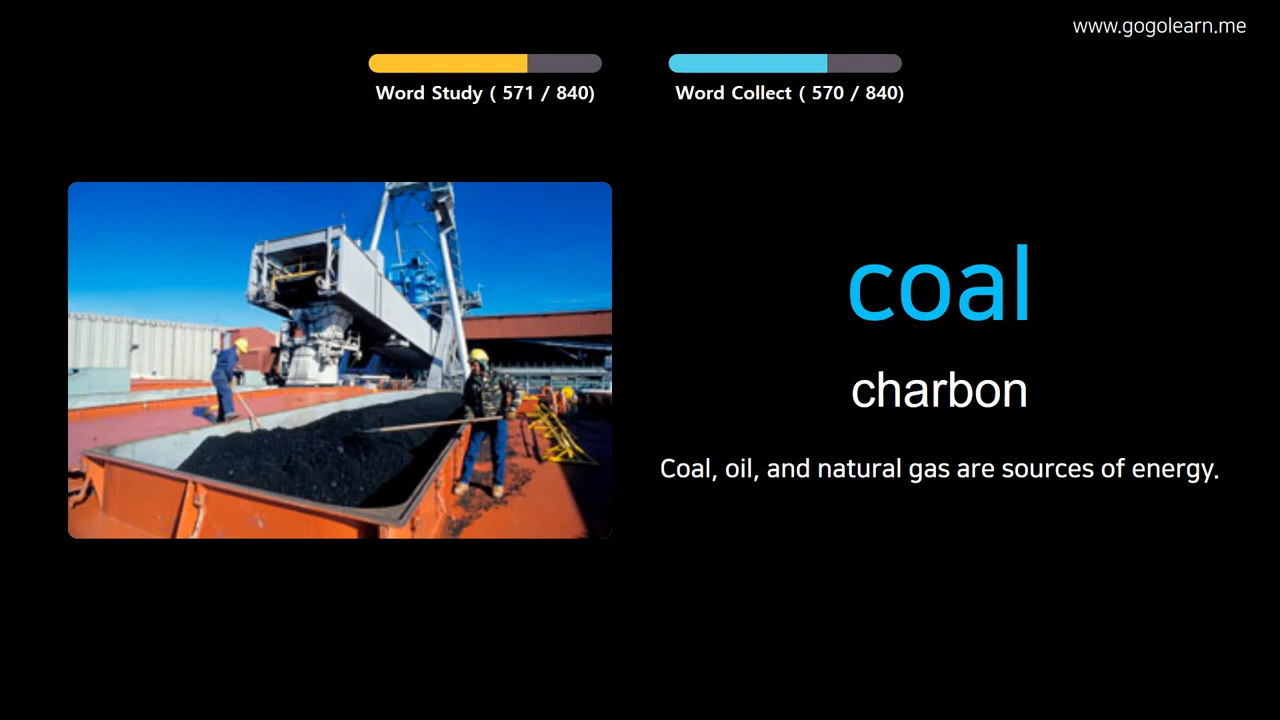 www.gogolearn.me
Word Study ( 571 / 840)
Word Collect ( 570 / 840)
coal
charbon
Coal, oil, and natural gas are sources of energy.